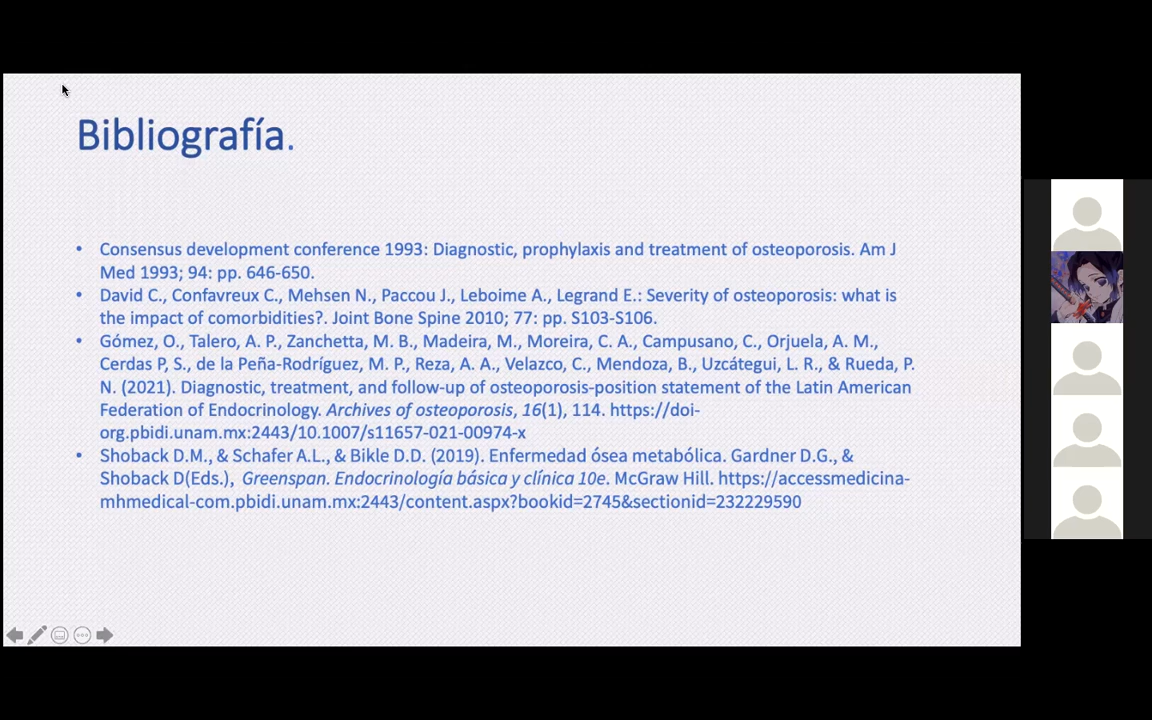 Bibliografía.
• Consensus development conference 1993: Diagnostic, prophylaxis and treatment of osteoporosis. Am J
Med 1993; 94: pp. 646-650.
• David C., Confavreux C., Mehsen N., Paccou J., Leboime A., Legrand E.: Severity of osteoporosis: what is
the impact of comorbidities?. Joint Bone Spine 2010; 77: pp. S103-S106.
• Gómez, O., Talero, A. P., Zanchetta, M. B., Madeira, M., Moreira, C. A., Campusano, C., Orjuela, A. M.,
Cerdas P, S., de la Peña-Rodríguez, M. P., Reza, A. A., Velazco, C., Mendoza, B., Uzcátegui, L. R., & Rueda, P.
N. (2021). Diagnostic, treatment, and follow-up of osteoporosis-position statement of the Latin American
Federation of Endocrinology. Archives of osteoporosis, 16(1), 114. https://doi-
org.pbidi.unam.mx:2443/10.1007/s11657-021-00974-x
• Shoback D.M., & Schafer A.L., & Bikle D.D. (2019). Enfermedad ósea metabólica. Gardner D.G., &
Shoback D(Eds.), Greenspan. Endocrinología básica y clínica 10e. McGraw Hill. https://accessmedicina-
mhmedical-com.pbidi.unam.mx:2443/content.aspx?bookid=2745&sectionid=232229590